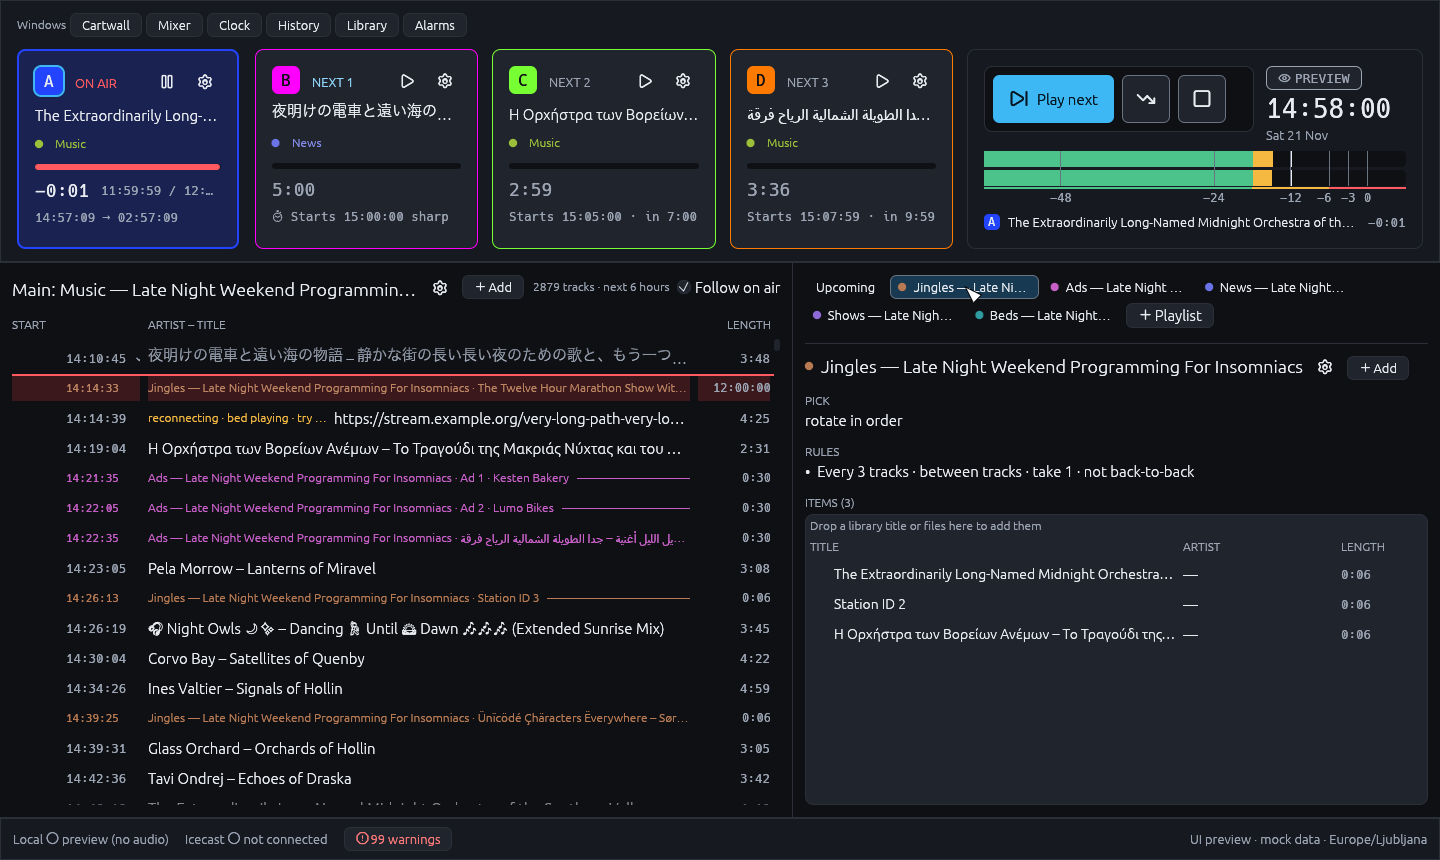 Windows Cartwall Mixer Clock History Library Alarms
A ON AIR
The Extraordinarily Long-...
Music
−0:01 11:59:59 / 12:...
14:57:09 → 02:57:09
B NEXT 1
夜明けの電車と遠い海の...
News
5:00
Starts 15:00:00 sharp
C NEXT 2
Η Ορχήστρα των Βορείων...
Music
2:59
Starts 15:05:00 · in 7:00
D NEXT 3
جدا الطويلة الشمالية الرياح فرقة...
Music
3:36
Starts 15:07:59 · in 9:59
Play next
PREVIEW
14:58:00
Sat 21 Nov
−48 −24 −12 −6 −3 0
A The Extraordinarily Long-Named Midnight Orchestra of th... −0:01
Main: Music — Late Night Weekend Programmin... + Add 2879 tracks · next 6 hours Follow on air
START ARTIST – TITLE LENGTH
14:10:45 夜明けの電車と遠い海の物語 – 静かな街の長い長い夜のための歌と、もう一つ... 3:48
14:14:33 Jingles — Late Night Weekend Programming For Insomniacs · The Twelve Hour Marathon Show Wit... 12:00:00
14:14:39 reconnecting · bed playing · try ... https://stream.example.org/very-long-path-very-lo... 4:25
14:19:04 Η Ορχήστρα των Βορείων Ανέμων – Το Τραγούδι της Μακριάς Νύχτας και του ... 2:31
14:21:35 Ads — Late Night Weekend Programming For Insomniacs · Ad 1 · Kesten Bakery 0:30
14:22:05 Ads — Late Night Weekend Programming For Insomniacs · Ad 2 · Lumo Bikes 0:30
14:22:35 Ads — Late Night Weekend Programming For Insomniacs · يل الليل أغنية – جدا الطويلة الشمالية الرياح فرقة... 0:30
14:23:05 Pela Morrow – Lanterns of Miravel 3:08
14:26:13 Jingles — Late Night Weekend Programming For Insomniacs · Station ID 3 0:06
14:26:19 🎧 Night Owls 🌙✨ – Dancing 💃 Until 🌅 Dawn 🎶🎶🎶 (Extended Sunrise Mix) 3:45
14:30:04 Corvo Bay – Satellites of Quenby 4:22
14:34:26 Ines Valtier – Signals of Hollin 4:59
14:39:25 Jingles — Late Night Weekend Programming For Insomniacs · Ünïcödé Çhäracters Ëverywhere – Sør... 0:06
14:39:31 Glass Orchard – Orchards of Hollin 3:05
14:42:36 Tavi Ondrej – Echoes of Draska 3:42
Upcoming Jingles — Late Ni... Ads — Late Night ... News — Late Night...
Shows — Late Nigh... Beds — Late Night... + Playlist
Jingles — Late Night Weekend Programming For Insomniacs + Add
PICK
rotate in order
RULES
• Every 3 tracks · between tracks · take 1 · not back-to-back
ITEMS (3)
Drop a library title or files here to add them
TITLE ARTIST LENGTH
The Extraordinarily Long-Named Midnight Orchestra... — 0:06
Station ID 2 — 0:06
Η Ορχήστρα των Βορείων Ανέμων – Το Τραγούδι της... — 0:06
Local preview (no audio) Icecast not connected 99 warnings UI preview · mock data · Europe/Ljubljana